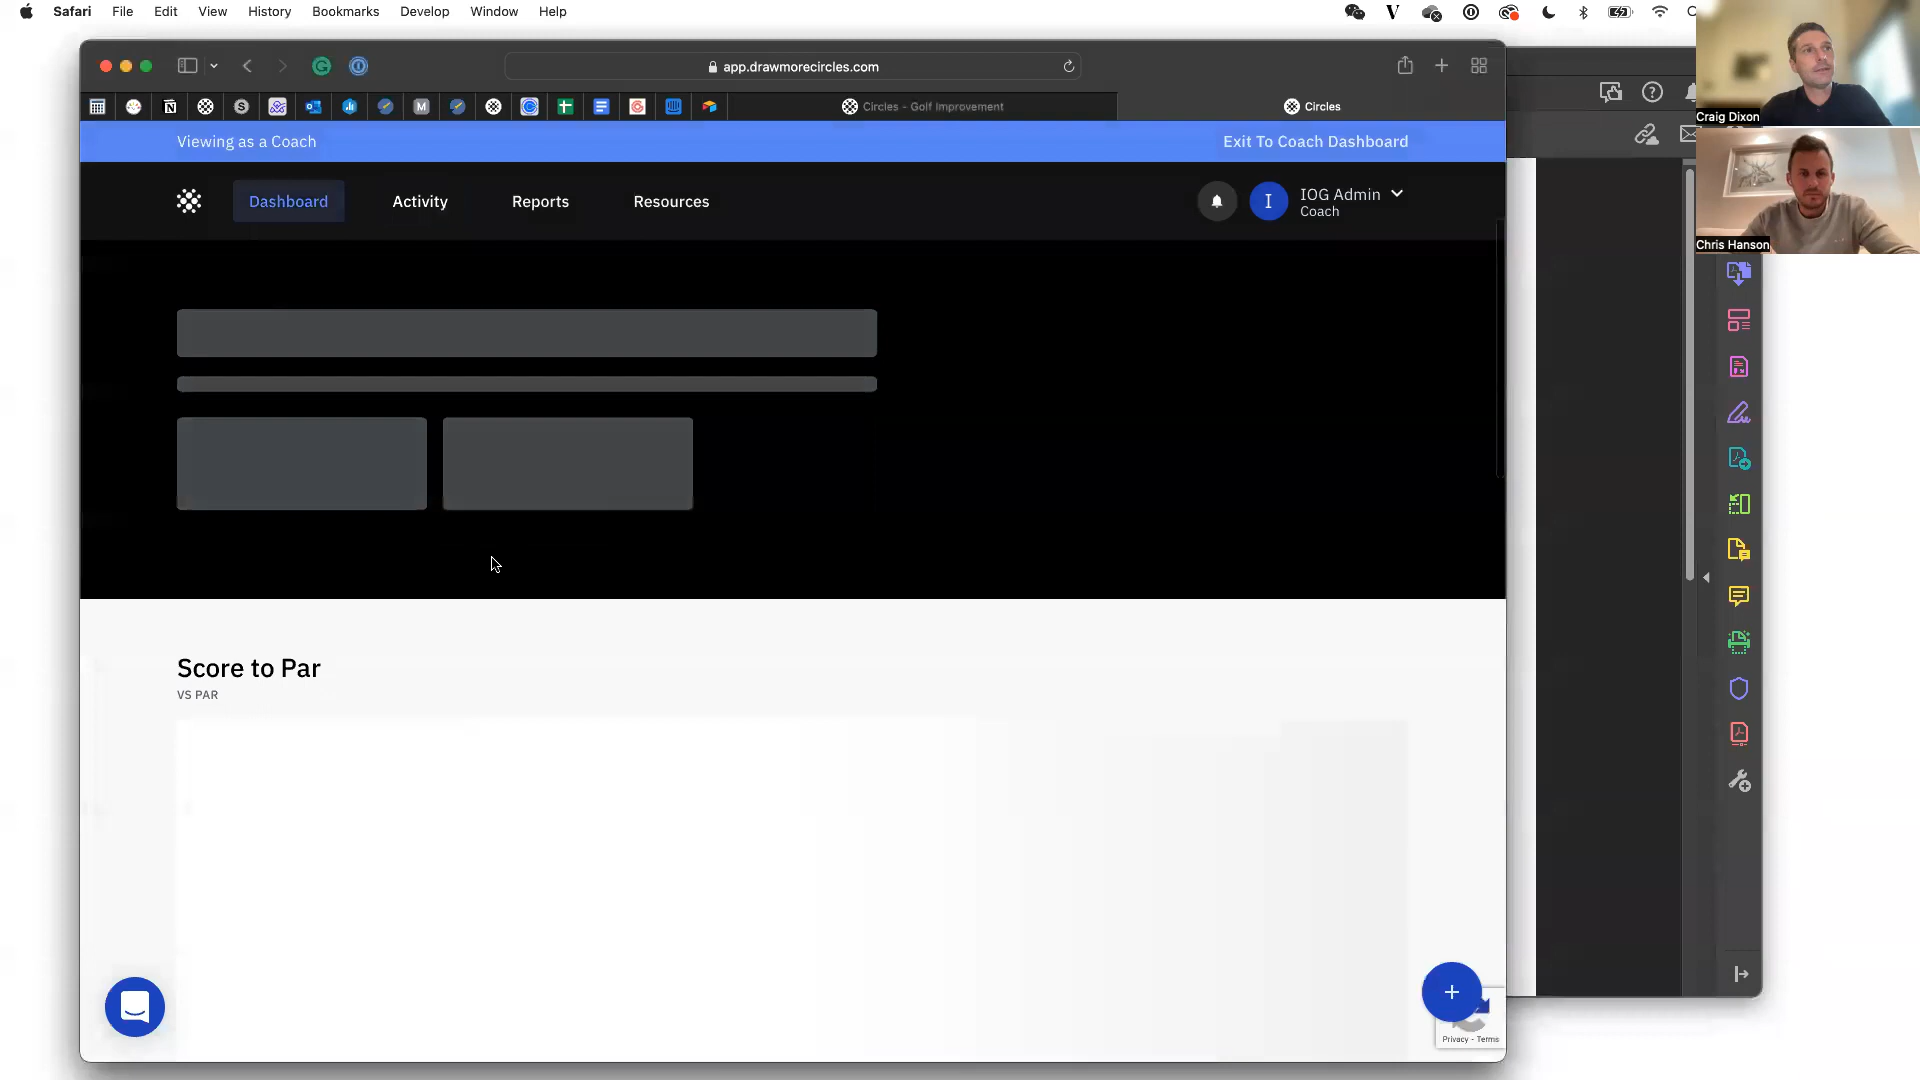 Safari File Edit View History Bookmarks Develop Window Help
app.drawmorecircles.com
Circles - Golf Improvement
Circles
Viewing as a Coach
Exit To Coach Dashboard
Dashboard
Activity
Reports
Resources
I
IOG Admin
Coach
Craig Dixon
Chris Hanson
Score to Par
VS PAR
Privacy - Terms